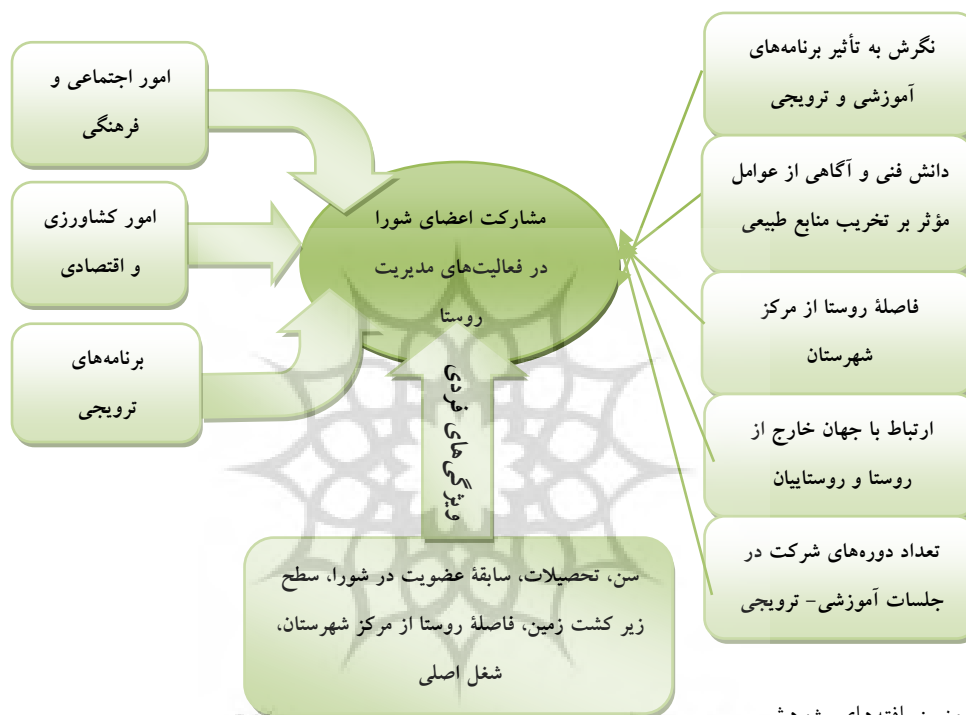 نگرش به تأثیر برنامه‌های
آموزشی و ترویجی
دانش فنی و آگاهی از عوامل
مؤثر بر تخریب منابع طبیعی
فاصلۀ روستا از مرکز
شهرستان
ارتباط با جهان خارج از
روستا و روستاییان
تعداد دوره‌های شرکت در
جلسات آموزشی- ترویجی
مشارکت اعضای شورا
در فعالیت‌های مدیریت
روستا
امور اجتماعی و
فرهنگی
امور کشاورزی
و اقتصادی
برنامه‌های
ترویجی
ویژگی‌های فردی
سن، تحصیلات، سابقۀ عضویت در شورا، سطح
زیر کشت زمین، فاصلۀ روستا از مرکز شهرستان،
شغل اصلی